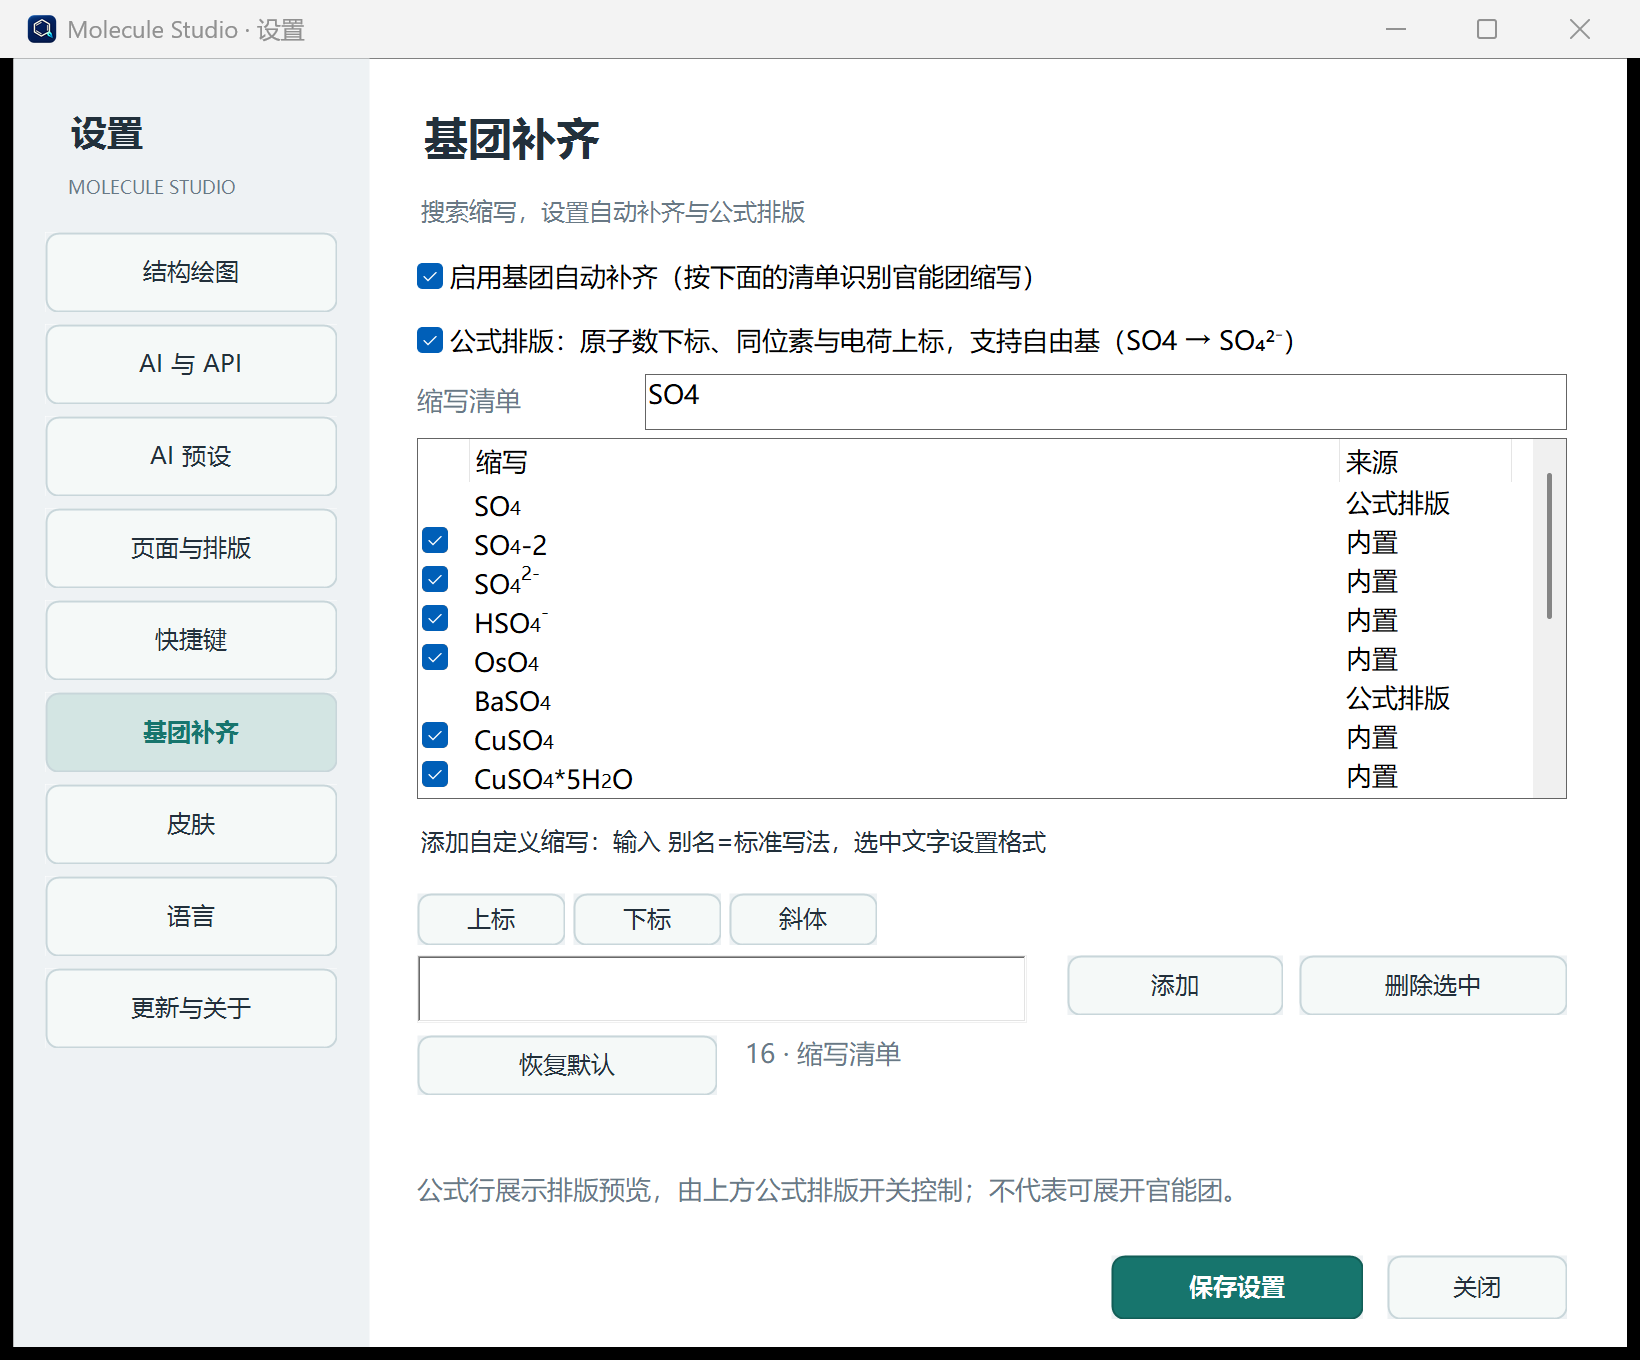 Molecule Studio · 设置
设置
MOLECULE STUDIO
结构绘图
AI 与 API
AI 预设
页面与排版
快捷键
基团补齐
皮肤
语言
更新与关于
基团补齐
搜索缩写，设置自动补齐与公式排版
启用基团自动补齐（按下面的清单识别官能团缩写）
公式排版：原子数下标、同位素与电荷上标，支持自由基（SO4 → SO₄²⁻）
缩写清单 SO4
缩写 来源
SO₄ 公式排版
SO₄-2 内置
SO₄²⁻ 内置
HSO₄⁻ 内置
OsO₄ 内置
BaSO₄ 公式排版
CuSO₄ 内置
CuSO₄*5H₂O 内置
添加自定义缩写：输入 别名=标准写法，选中文字设置格式
上标 下标 斜体
添加 删除选中
恢复默认 16 · 缩写清单
公式行展示排版预览，由上方公式排版开关控制；不代表可展开官能团。
保存设置 关闭